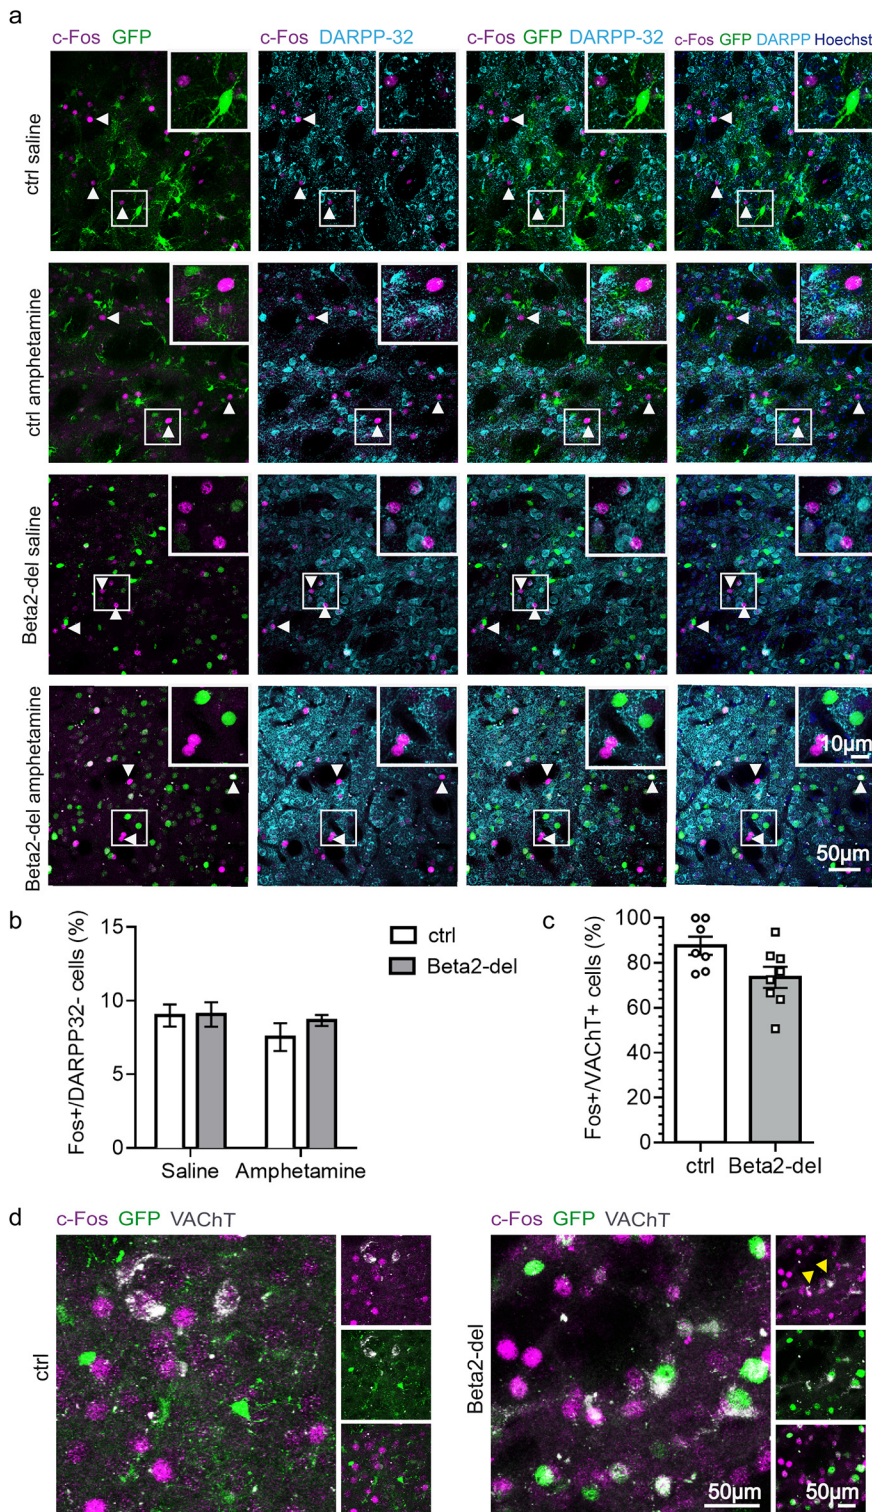 a
c-Fos GFP
c-Fos DARPP-32
c-Fos GFP DARPP-32
c-Fos GFP DARPP Hoechst
ctrl saline
ctrl amphetamine
Beta2-del saline
Beta2-del amphetamine
10µm
50µm
b
Fos+/DARPP32- cells (%)
15
10
5
0
Saline
Amphetamine
ctrl
Beta2-del
c
Fos+/VAChT+ cells (%)
100
80
60
40
20
0
ctrl
Beta2-del
d
c-Fos GFP VAChT
ctrl
c-Fos GFP VAChT
Beta2-del
50µm
50µm